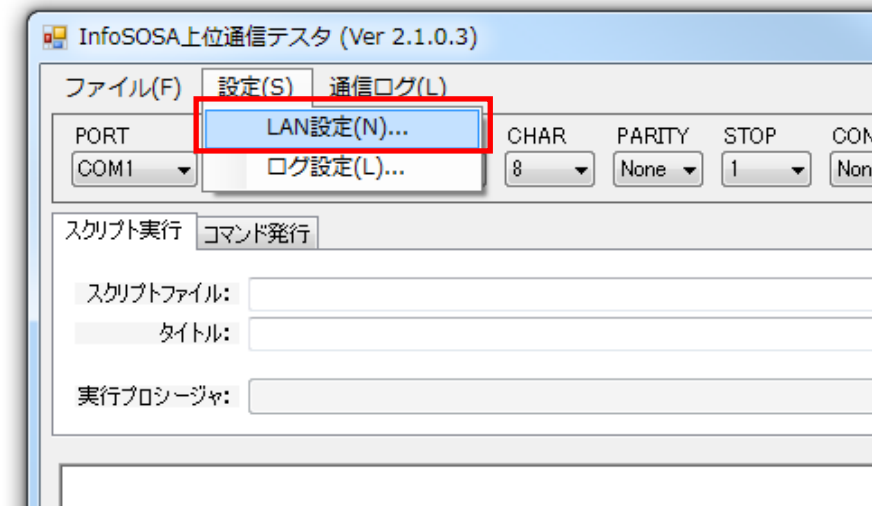 InfoSOSA上位通信テスタ (Ver 2.1.0.3)
ファイル(F) 設定(S) 通信ログ(L)
LAN設定(N)...
ログ設定(L)...
PORT CHAR PARITY STOP
COM1 8 None 1
スクリプト実行 コマンド発行
スクリプトファイル:
タイトル:
実行プロシージャ: